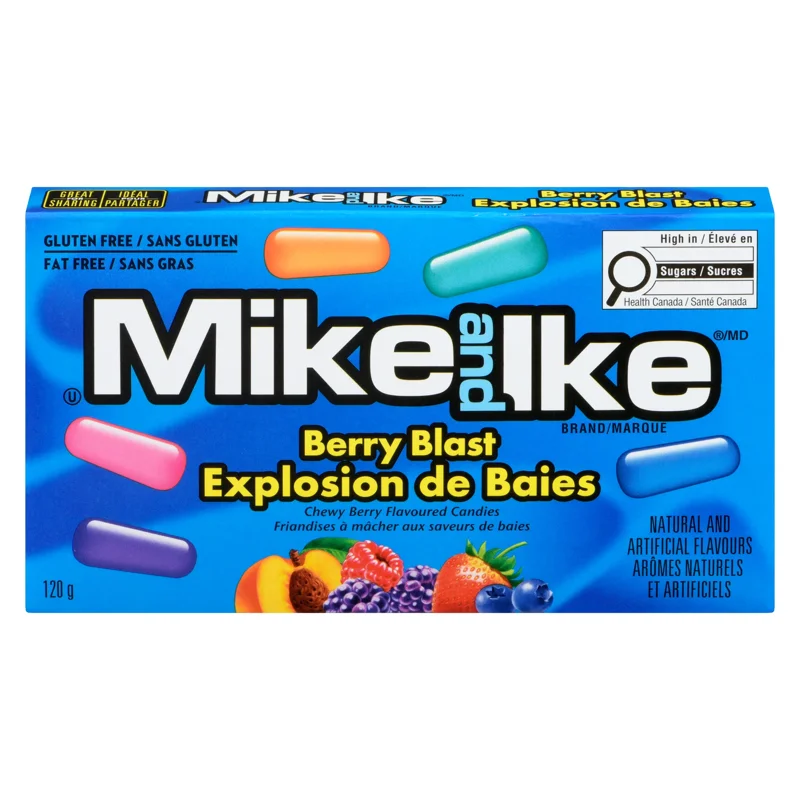 GREAT FOR SHARING
IDÉAL À PARTAGER
Mike and Ike
BRAND/MARQUE
Berry Blast
Explosion de Baies
GLUTEN FREE / SANS GLUTEN
FAT FREE / SANS GRAS
High in / Élevé en
Sugars / Sucres
Health Canada / Santé Canada
Mike and Ike
®/MD
U
BRAND/MARQUE
Berry Blast
Explosion de Baies
Chewy Berry Flavoured Candies
Friandises à mâcher aux saveurs de baies
NATURAL AND
ARTIFICIAL FLAVOURS
ARÔMES NATURELS
ET ARTIFICIELS
120 g